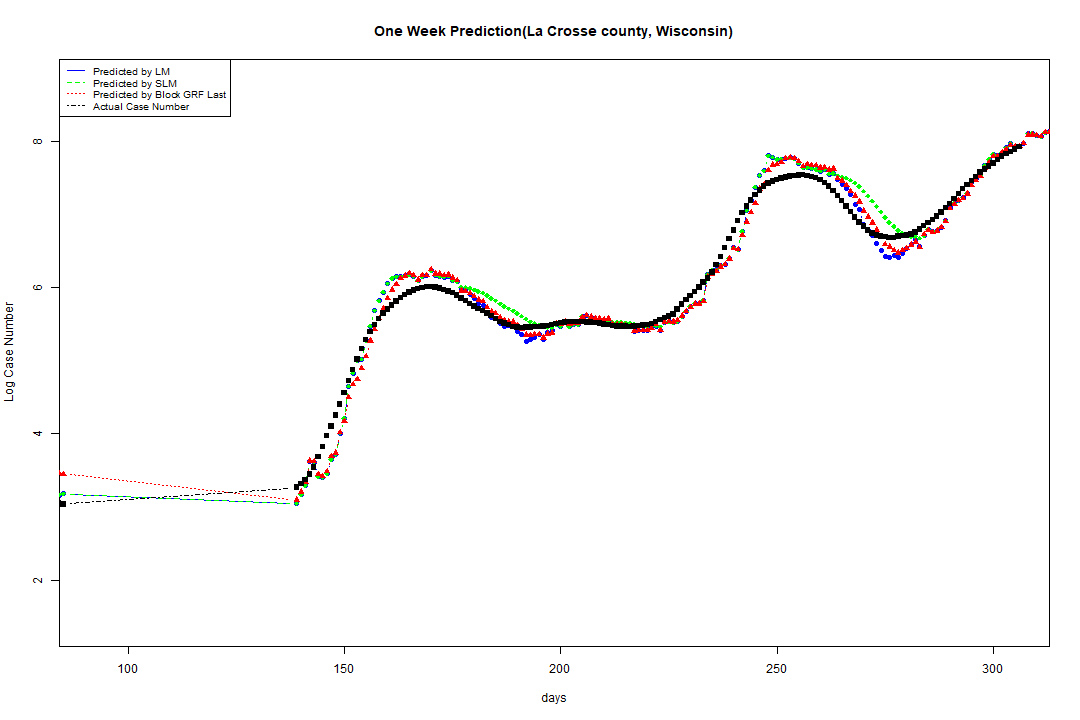 One Week Prediction(La Crosse county, Wisconsin)
Predicted by LM
Predicted by SLM
Predicted by Block GRF Last
Actual Case Number
Log Case Number
8
6
4
2
100 150 200 250 300
days